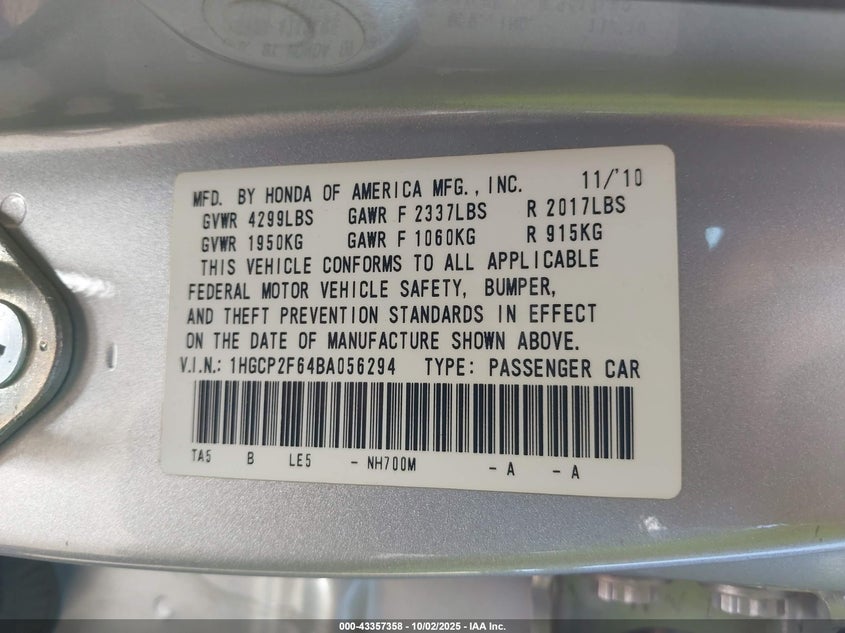 MFD. BY HONDA OF AMERICA MFG., INC. 11/'10
GVWR 4299LBS GAWR F 2337LBS R 2017LBS
GVWR 1950KG GAWR F 1060KG R 915KG
THIS VEHICLE CONFORMS TO ALL APPLICABLE
FEDERAL MOTOR VEHICLE SAFETY, BUMPER,
AND THEFT PREVENTION STANDARDS IN EFFECT
ON THE DATE OF MANUFACTURE SHOWN ABOVE.
V.I.N.: 1HGCP2F64BA056294 TYPE: PASSENGER CAR
TA5 B LE5 - NH700M - A - A
000-43357358 - 10/02/2025 - IAA Inc.